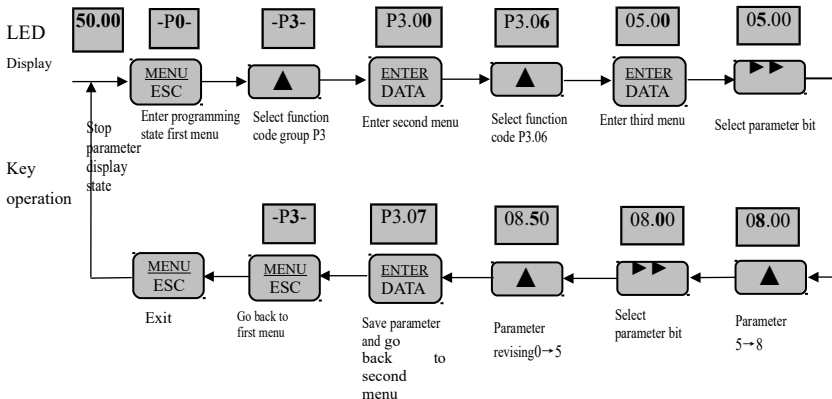 LED
Display
50.00
-P0-
-P3-
P3.00
P3.06
05.00
05.00
MENU
ESC
▲
ENTER
DATA
▲
ENTER
DATA
►►
Enter programming
state first menu
Select function
code group P3
Enter second menu
Select function
code P3.06
Enter third menu
Select parameter bit
Stop
parameter
display
state
Key
operation
-P3-
P3.07
08.50
08.00
08.00
MENU
ESC
MENU
ESC
ENTER
DATA
▲
►►
▲
Exit
Go back to
first menu
Save parameter
and go
back to
second
menu
Parameter
revising0→5
Select
parameter bit
Parameter
5→8